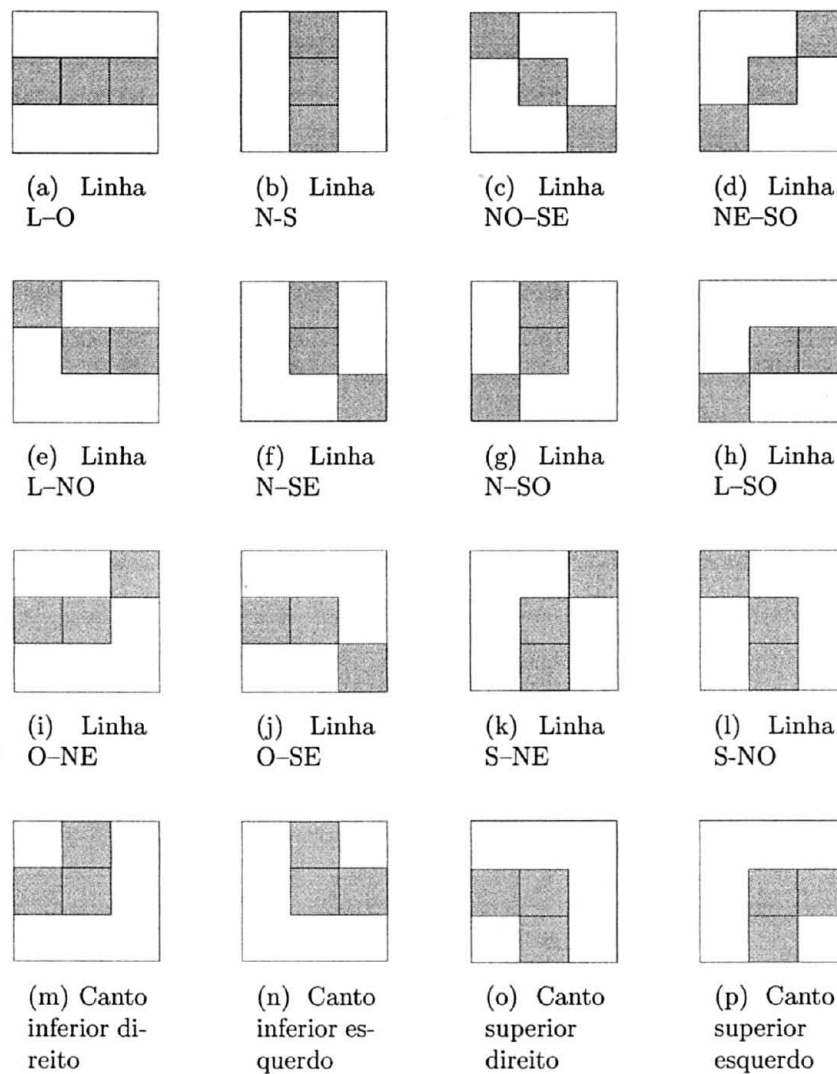 (a) Linha
L–O
(b) Linha
N-S
(c) Linha
NO–SE
(d) Linha
NE–SO
(e) Linha
L–NO
(f) Linha
N–SE
(g) Linha
N–SO
(h) Linha
L–SO
(i) Linha
O–NE
(j) Linha
O–SE
(k) Linha
S–NE
(l) Linha
S-NO
(m) Canto
inferior di-
reito
(n) Canto
inferior es-
querdo
(o) Canto
superior
direito
(p) Canto
superior
esquerdo